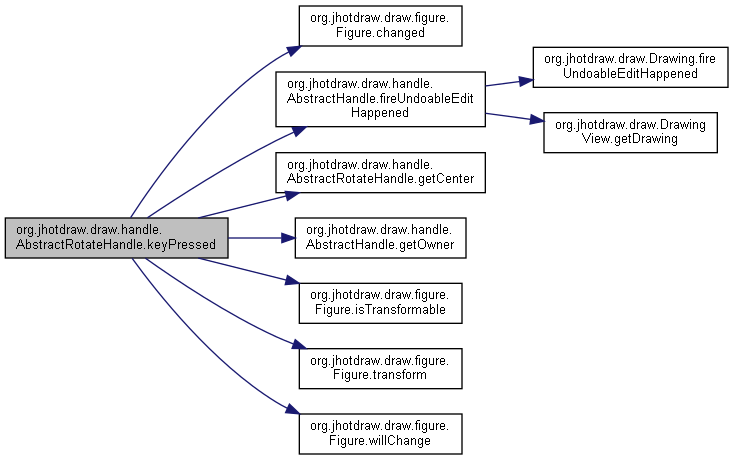 org.jhotdraw.draw.handle.
AbstractRotateHandle.keyPressed
org.jhotdraw.draw.figure.
Figure.changed
org.jhotdraw.draw.handle.
AbstractHandle.fireUndoableEdit
Happened
org.jhotdraw.draw.Drawing.fire
UndoableEditHappened
org.jhotdraw.draw.Drawing
View.getDrawing
org.jhotdraw.draw.handle.
AbstractRotateHandle.getCenter
org.jhotdraw.draw.handle.
AbstractHandle.getOwner
org.jhotdraw.draw.figure.
Figure.isTransformable
org.jhotdraw.draw.figure.
Figure.transform
org.jhotdraw.draw.figure.
Figure.willChange